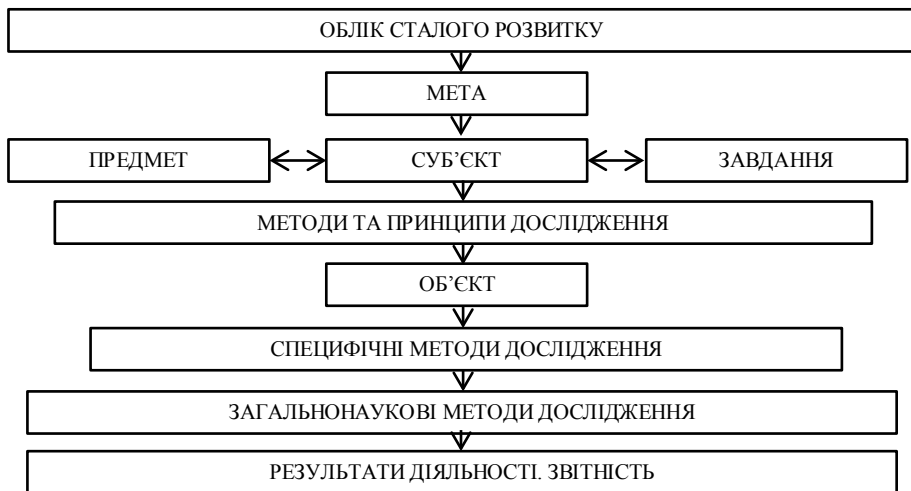 ОБЛІК СТАЛОГО РОЗВИТКУ
МЕТА
ПРЕДМЕТ
СУБ’ЄКТ
ЗАВДАННЯ
МЕТОДИ ТА ПРИНЦИПИ ДОСЛІДЖЕННЯ
ОБ’ЄКТ
СПЕЦИФІЧНІ МЕТОДИ ДОСЛІДЖЕННЯ
ЗАГАЛЬНОНАУКОВІ МЕТОДИ ДОСЛІДЖЕННЯ
РЕЗУЛЬТАТИ ДІЯЛЬНОСТІ. ЗВІТНІСТЬ